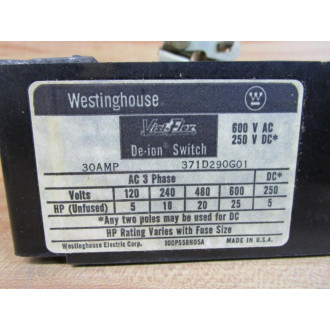 Westinghouse
W
Visi-Flex
De-ion® Switch
600 V AC
250 V DC*
30AMP 371D290G01
AC 3 Phase DC*
Volts 120 240 480 600 250
HP (Unfused) 5 10 20 25 5
*Any two poles may be used for DC
HP Rating Varies with Fuse Size
Westinghouse Electric Corp. MADE IN U.S.A.